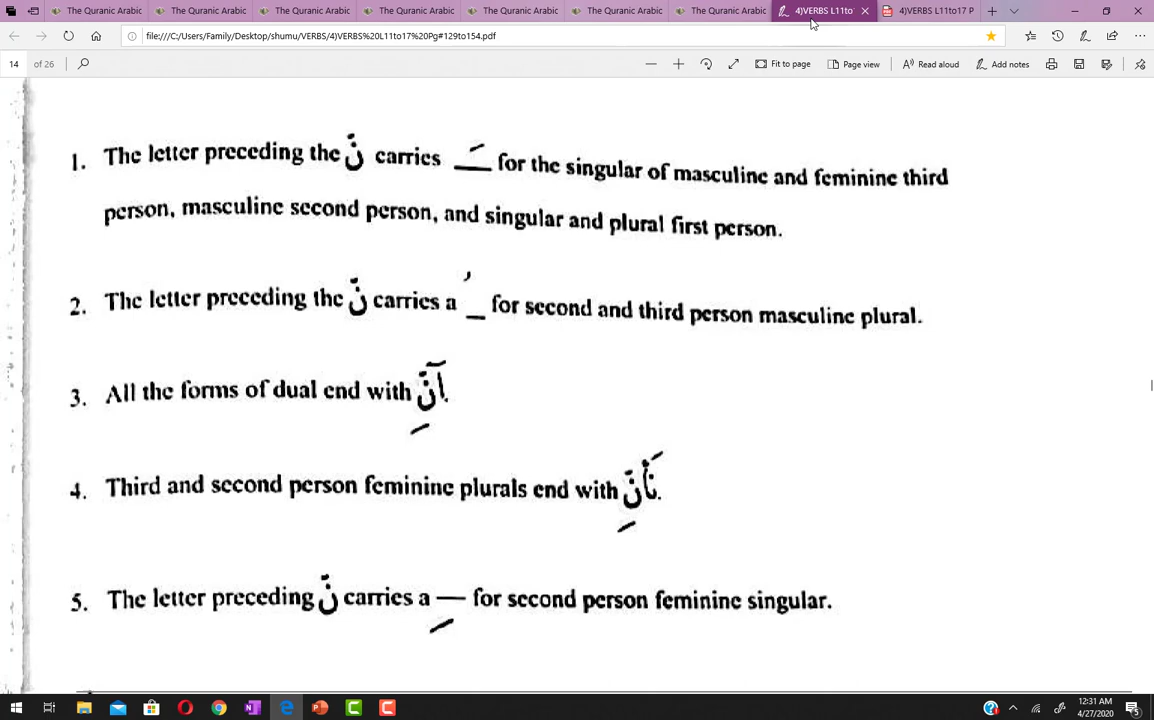 The Quranic Arabic
The Quranic Arabic
The Quranic Arabic
The Quranic Arabic
The Quranic Arabic
The Quranic Arabic
The Quranic Arabic
4)VERBS L11to
4)VERBS L11to17 P
file:///C:/Users/Family/Desktop/shumu/VERBS/4)VERBS%20L11to17%20Pg#129to154.pdf
14 of 26
Fit to page
Page view
Read aloud
Add notes
1. The letter preceding the نّ carries ـَ for the singular of masculine and feminine third
person, masculine second person, and singular and plural first person.
2. The letter preceding the نّ carries a ـُ for second and third person masculine plural.
3. All the forms of dual end with آنِّ.
4. Third and second person feminine plurals end with نَأنِّ.
5. The letter preceding نّ carries a ـِ for second person feminine singular.
12:31 AM
4/27/2020
5